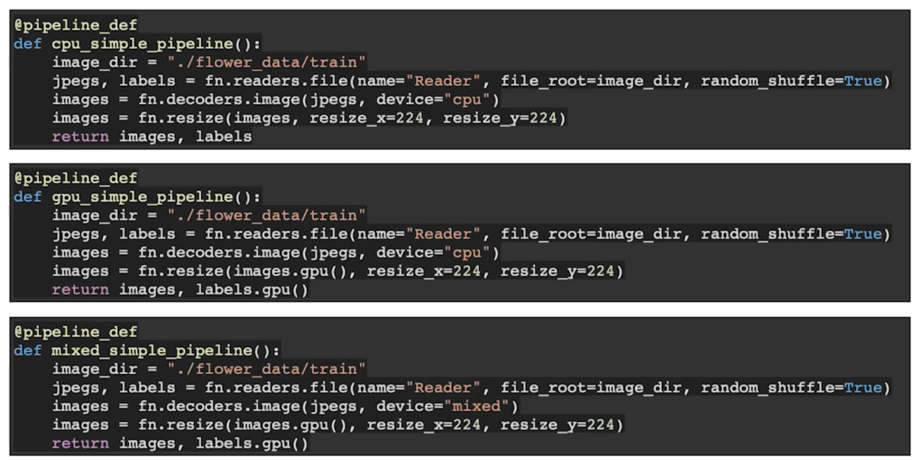 @pipeline_def
def cpu_simple_pipeline():
    image_dir = "./flower_data/train"
    jpegs, labels = fn.readers.file(name="Reader", file_root=image_dir, random_shuffle=True)
    images = fn.decoders.image(jpegs, device="cpu")
    images = fn.resize(images, resize_x=224, resize_y=224)
    return images, labels
@pipeline_def
def gpu_simple_pipeline():
    image_dir = "./flower_data/train"
    jpegs, labels = fn.readers.file(name="Reader", file_root=image_dir, random_shuffle=True)
    images = fn.decoders.image(jpegs, device="cpu")
    images = fn.resize(images.gpu(), resize_x=224, resize_y=224)
    return images, labels.gpu()
@pipeline_def
def mixed_simple_pipeline():
    image_dir = "./flower_data/train"
    jpegs, labels = fn.readers.file(name="Reader", file_root=image_dir, random_shuffle=True)
    images = fn.decoders.image(jpegs, device="mixed")
    images = fn.resize(images.gpu(), resize_x=224, resize_y=224)
    return images, labels.gpu()